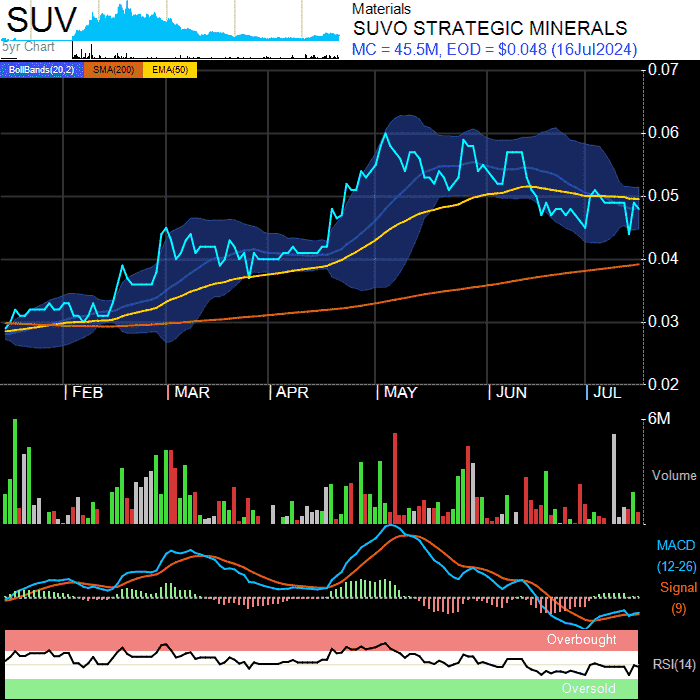 SUV
5yr Chart
Materials
SUVO STRATEGIC MINERALS
MC = 45.5M, EOD = $0.048 (16Jul2024)
BollBands(20,2) SMA(200) EMA(50)
0.07
0.06
0.05
0.04
0.03
0.02
| FEB | MAR | APR | MAY | JUN | JUL
6M
Volume
MACD
(12-26)
Signal
(9)
Overbought
RSI(14)
Oversold